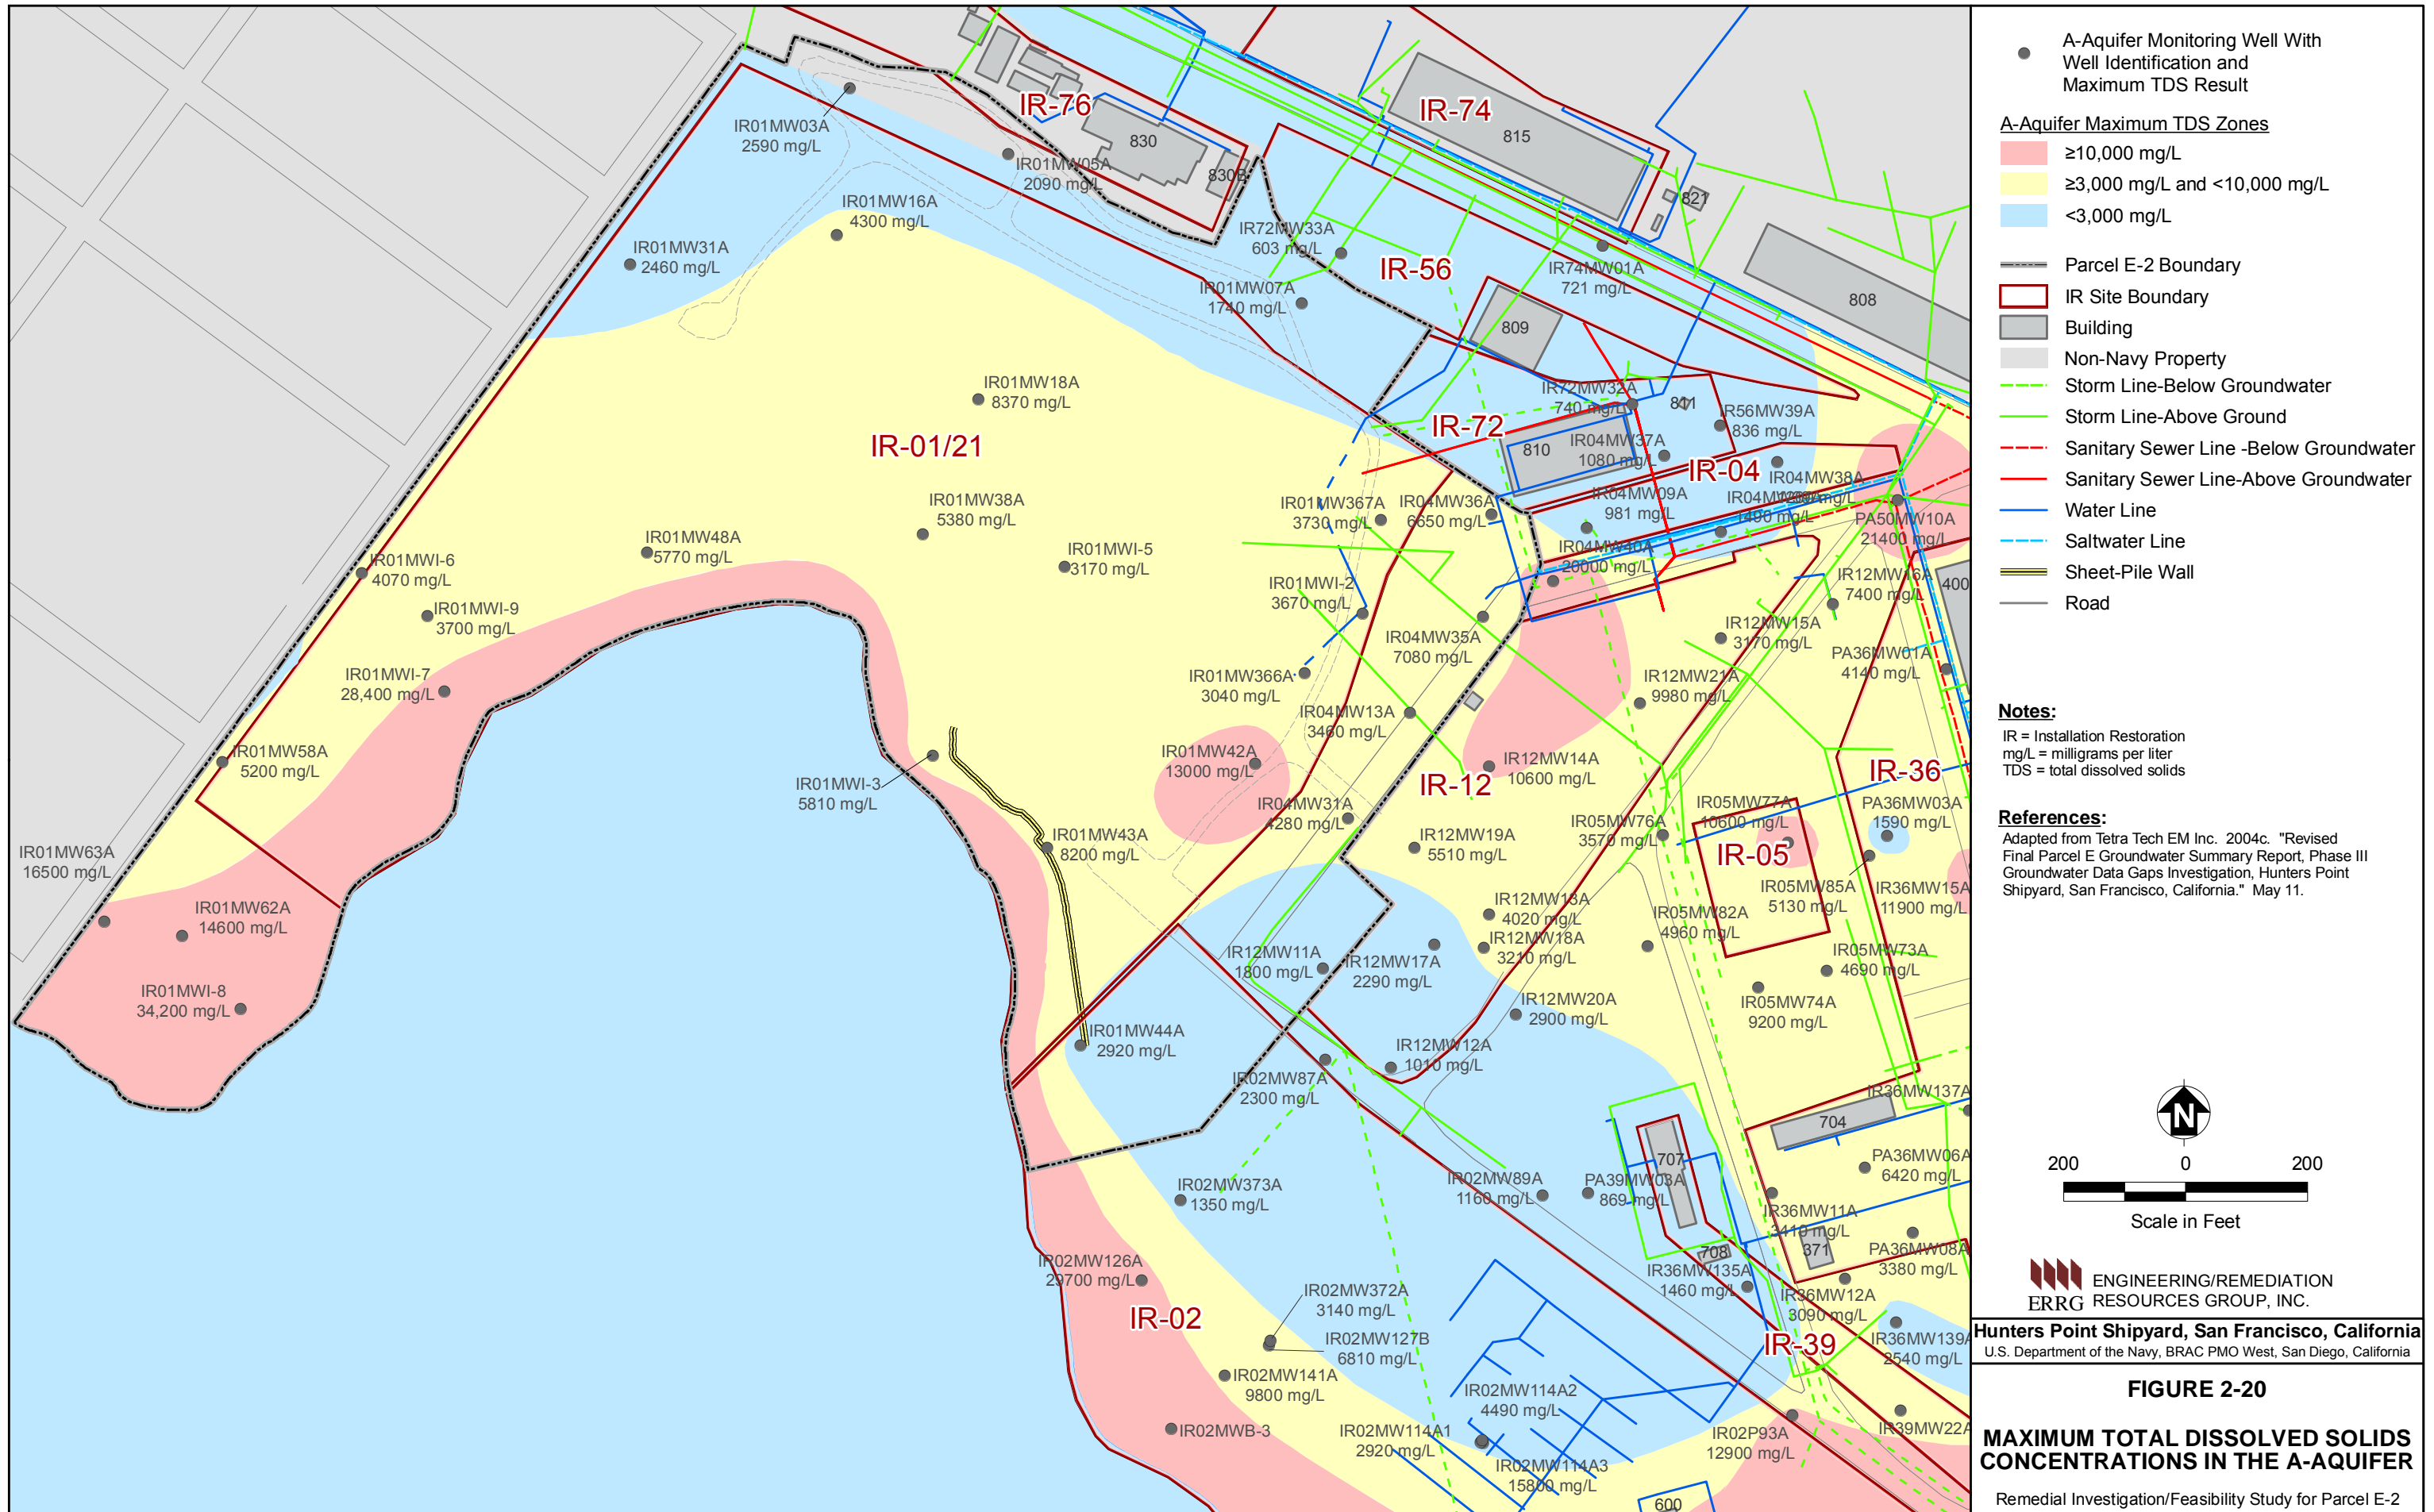 IR01MW03A
2590 mg/L
IR-76
830
830B
IR01MW05A
2090 mg/L
IR-74
815
821
808
IR01MW16A
4300 mg/L
IR01MW31A
2460 mg/L
IR72MW33A
603 mg/L
IR-56
IR74MW01A
721 mg/L
IR01MW07A
1740 mg/L
809
IR01MW18A
8370 mg/L
IR-01/21
IR72MW32A
740 mg/L
811
IR56MW39A
836 mg/L
IR-72
810
IR04MW37A
1080 mg/L
IR-04
IR04MW38A
IR04MW09A
981 mg/L
1490 mg/L
PA50MW10A
21400 mg/L
IR01MW38A
5380 mg/L
IR01MW367A
3730 mg/L
IR04MW36A
6650 mg/L
IR01MW48A
5770 mg/L
IR01MWI-5
3170 mg/L
IR04MW40A
20000 mg/L
IR01MWI-6
4070 mg/L
IR01MWI-9
3700 mg/L
IR01MWI-2
3670 mg/L
IR12MW16A
7400 mg/L
400
IR04MW35A
7080 mg/L
IR12MW15A
3170 mg/L
PA36MW01A
4140 mg/L
IR01MWI-7
28,400 mg/L
IR01MW366A
3040 mg/L
IR12MW21A
9980 mg/L
IR04MW13A
3460 mg/L
IR01MW58A
5200 mg/L
IR01MWI-3
5810 mg/L
IR01MW42A
13000 mg/L
IR12MW14A
10600 mg/L
IR-12
IR-36
IR04MW31A
4280 mg/L
IR05MW77A
10600 mg/L
PA36MW03A
1590 mg/L
IR05MW76A
3570 mg/L
IR-05
IR01MW43A
8200 mg/L
IR12MW19A
5510 mg/L
IR01MW63A
16500 mg/L
IR05MW85A
5130 mg/L
IR36MW15A
11900 mg/L
IR01MW62A
14600 mg/L
IR12MW13A
4020 mg/L
IR05MW82A
4960 mg/L
IR12MW18A
3210 mg/L
IR12MW11A
1800 mg/L
IR12MW17A
2290 mg/L
IR05MW73A
4690 mg/L
IR01MWI-8
34,200 mg/L
IR12MW20A
2900 mg/L
IR05MW74A
9200 mg/L
IR01MW44A
2920 mg/L
IR12MW12A
1010 mg/L
IR02MW87A
2300 mg/L
IR36MW137A
704
707
PA36MW06A
6420 mg/L
IR02MW373A
1350 mg/L
IR02MW89A
1160 mg/L
PA39MW03A
869 mg/L
IR36MW11A
3410 mg/L
371
708
PA36MW08A
3380 mg/L
IR02MW126A
29700 mg/L
IR36MW135A
1460 mg/L
IR36MW12A
3090 mg/L
IR-02
IR02MW372A
3140 mg/L
IR02MW127B
6810 mg/L
IR-39
IR36MW139A
2540 mg/L
IR02MW141A
9800 mg/L
IR02MW114A2
4490 mg/L
IR02MWB-3
IR02MW114A1
2920 mg/L
IR02P93A
12900 mg/L
IR39MW22A
IR02MW114A3
15800 mg/L
600
A-Aquifer Monitoring Well With
Well Identification and
Maximum TDS Result
A-Aquifer Maximum TDS Zones
≥10,000 mg/L
≥3,000 mg/L and <10,000 mg/L
<3,000 mg/L
Parcel E-2 Boundary
IR Site Boundary
Building
Non-Navy Property
Storm Line-Below Groundwater
Storm Line-Above Ground
Sanitary Sewer Line -Below Groundwater
Sanitary Sewer Line-Above Groundwater
Water Line
Saltwater Line
Sheet-Pile Wall
Road
Notes:
IR = Installation Restoration
mg/L = milligrams per liter
TDS = total dissolved solids
References:
Adapted from Tetra Tech EM Inc. 2004c. "Revised
Final Parcel E Groundwater Summary Report, Phase III
Groundwater Data Gaps Investigation, Hunters Point
Shipyard, San Francisco, California." May 11.
N
200 0 200
Scale in Feet
ERRG
ENGINEERING/REMEDIATION
RESOURCES GROUP, INC.
Hunters Point Shipyard, San Francisco, California
U.S. Department of the Navy, BRAC PMO West, San Diego, California
FIGURE 2-20
MAXIMUM TOTAL DISSOLVED SOLIDS
CONCENTRATIONS IN THE A-AQUIFER
Remedial Investigation/Feasibility Study for Parcel E-2